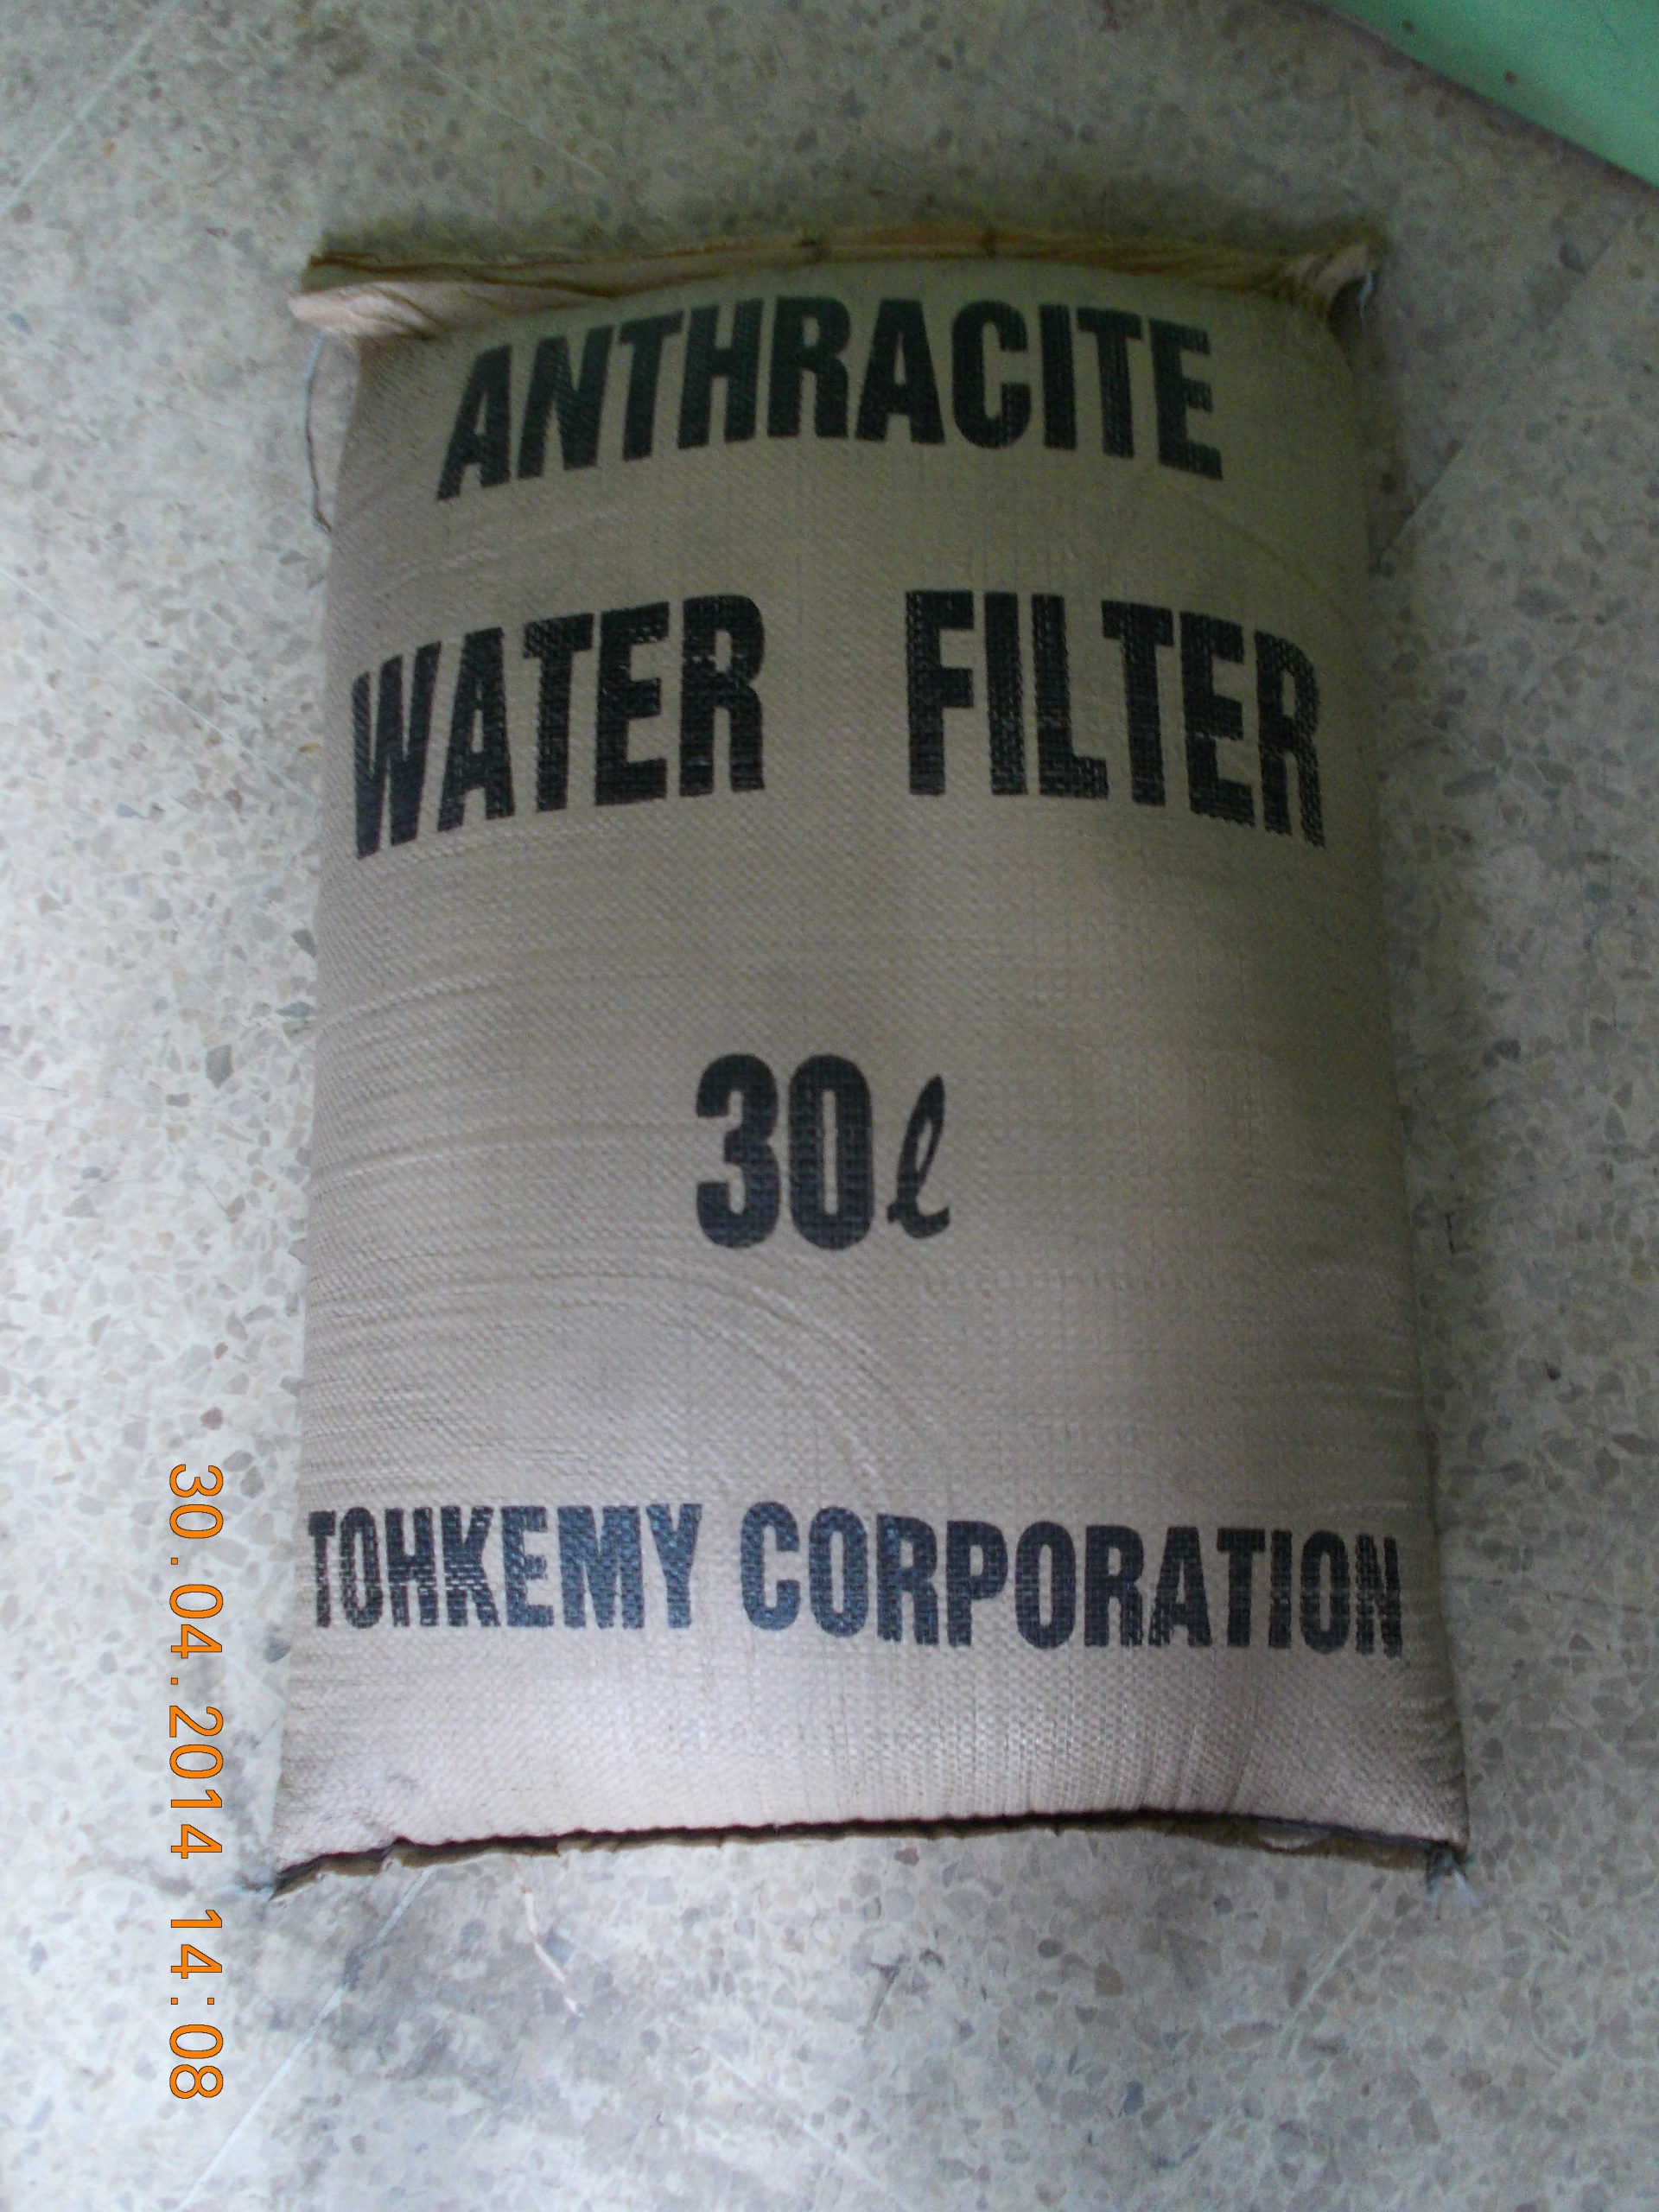 ANTHRACITE
WATER FILTER
30ℓ
TOHKEMY CORPORATION
30.04.2014 14:08